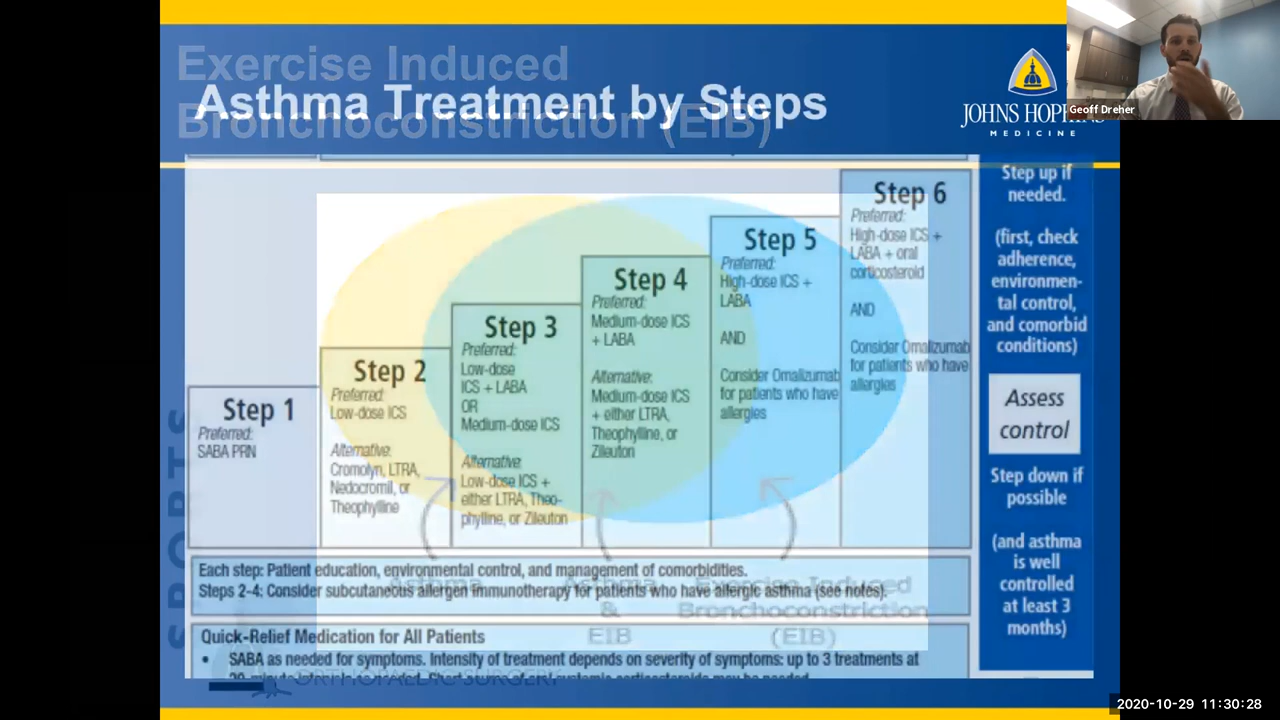 Exercise Induced
Bronchoconstriction (EIB)
Asthma Treatment by Steps
JOHNS HOPKINS
MEDICINE
Geoff Dreher
Step 1
Preferred:
SABA PRN
Step 2
Preferred:
Low-dose ICS
Alternative:
Cromolyn, LTRA,
Nedocromil, or
Theophylline
Step 3
Preferred:
Low-dose
ICS + LABA
OR
Medium-dose ICS
Alternative:
Low-dose ICS +
either LTRA, Theo-
phylline, or Zileuton
Step 4
Preferred:
Medium-dose ICS
+ LABA
Alternative:
Medium-dose ICS
+ either LTRA,
Theophylline, or
Zileuton
Step 5
Preferred:
High-dose ICS +
LABA
AND
Consider Omalizumab
for patients who have
allergies
Step 6
Preferred:
High-dose ICS +
LABA + oral
corticosteroid
AND
Consider Omalizumab
for patients who have
allergies
Step up if
needed.
(first, check
adherence,
environmen-
tal control,
and comorbid
conditions)
Assess
control
Step down if
possible
(and asthma
is well
controlled
at least 3
months)
Each step: Patient education, environmental control, and management of comorbidities.
Steps 2-4: Consider subcutaneous allergen immunotherapy for patients who have allergic asthma (see notes).
Asthma
Asthma
&
EIB
Exercise Induced
Bronchoconstriction
(EIB)
Quick-Relief Medication for All Patients
• SABA as needed for symptoms. Intensity of treatment depends on severity of symptoms: up to 3 treatments at
SPORTS
ORTHOPAEDIC SURGERY
2020-10-29 11:30:28